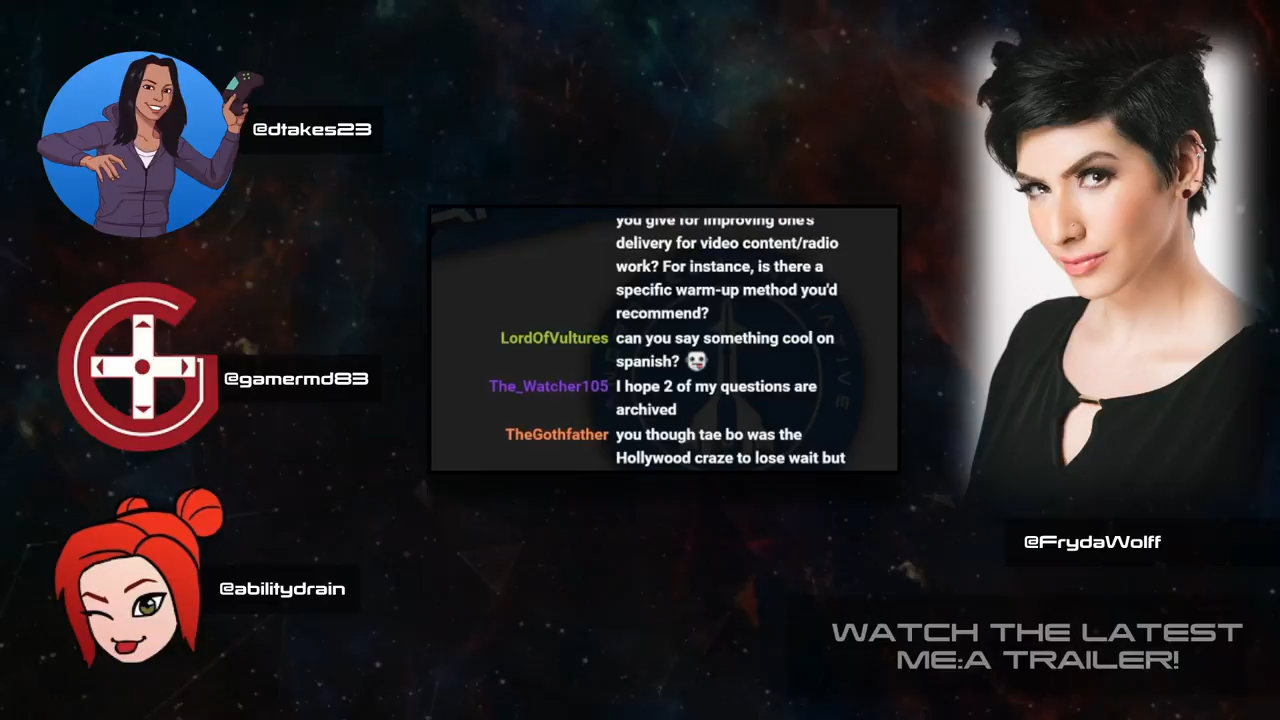 @dtakes23
@gamermd83
@abilitydrain
you give for improving one's
delivery for video content/radio
work? For instance, is there a
specific warm-up method you'd
recommend?
LordOfVultures can you say something cool on
spanish?
The_Watcher105 I hope 2 of my questions are
archived
TheGothfather you though tae bo was the
Hollywood craze to lose wait but
@FrydaWolff
WATCH THE LATEST
ME:A TRAILER!